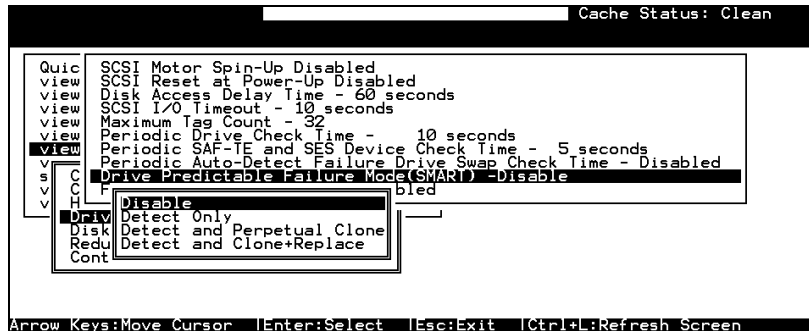 Cache Status: Clean
Quic SCSI Motor Spin-Up Disabled
view SCSI Reset at Power-Up Disabled
view Disk Access Delay Time - 60 seconds
view SCSI I/O Timeout - 10 seconds
view Maximum Tag Count - 32
view Periodic Drive Check Time - 10 seconds
view Periodic SAF-TE and SES Device Check Time - 5 seconds
v Periodic Auto-Detect Failure Drive Swap Check Time - Disabled
s C Drive Predictable Failure Mode(SMART) -Disable
v C F bled
v H Disable
Driv Detect Only
Disk Detect and Perpetual Clone
Redu Detect and Clone+Replace
Cont
Arrow Keys:Move Cursor |Enter:Select |Esc:Exit |Ctrl+L:Refresh Screen